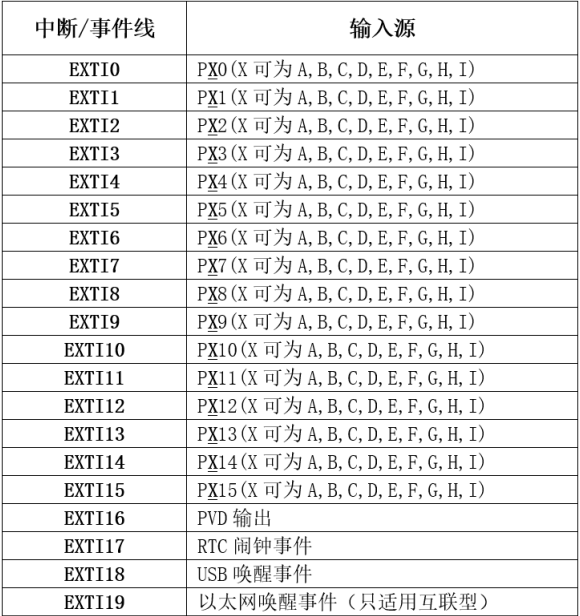 中断/事件线 输入源
EXTI0 PX0(X 可为 A,B,C,D,E,F,G,H,I)
EXTI1 PX1(X 可为 A,B,C,D,E,F,G,H,I)
EXTI2 PX2(X 可为 A,B,C,D,E,F,G,H,I)
EXTI3 PX3(X 可为 A,B,C,D,E,F,G,H,I)
EXTI4 PX4(X 可为 A,B,C,D,E,F,G,H,I)
EXTI5 PX5(X 可为 A,B,C,D,E,F,G,H,I)
EXTI6 PX6(X 可为 A,B,C,D,E,F,G,H,I)
EXTI7 PX7(X 可为 A,B,C,D,E,F,G,H,I)
EXTI8 PX8(X 可为 A,B,C,D,E,F,G,H,I)
EXTI9 PX9(X 可为 A,B,C,D,E,F,G,H,I)
EXTI10 PX10(X 可为 A,B,C,D,E,F,G,H,I)
EXTI11 PX11(X 可为 A,B,C,D,E,F,G,H,I)
EXTI12 PX12(X 可为 A,B,C,D,E,F,G,H,I)
EXTI13 PX13(X 可为 A,B,C,D,E,F,G,H,I)
EXTI14 PX14(X 可为 A,B,C,D,E,F,G,H,I)
EXTI15 PX15(X 可为 A,B,C,D,E,F,G,H,I)
EXTI16 PVD 输出
EXTI17 RTC 闹钟事件
EXTI18 USB 唤醒事件
EXTI19 以太网唤醒事件（只适用互联型）